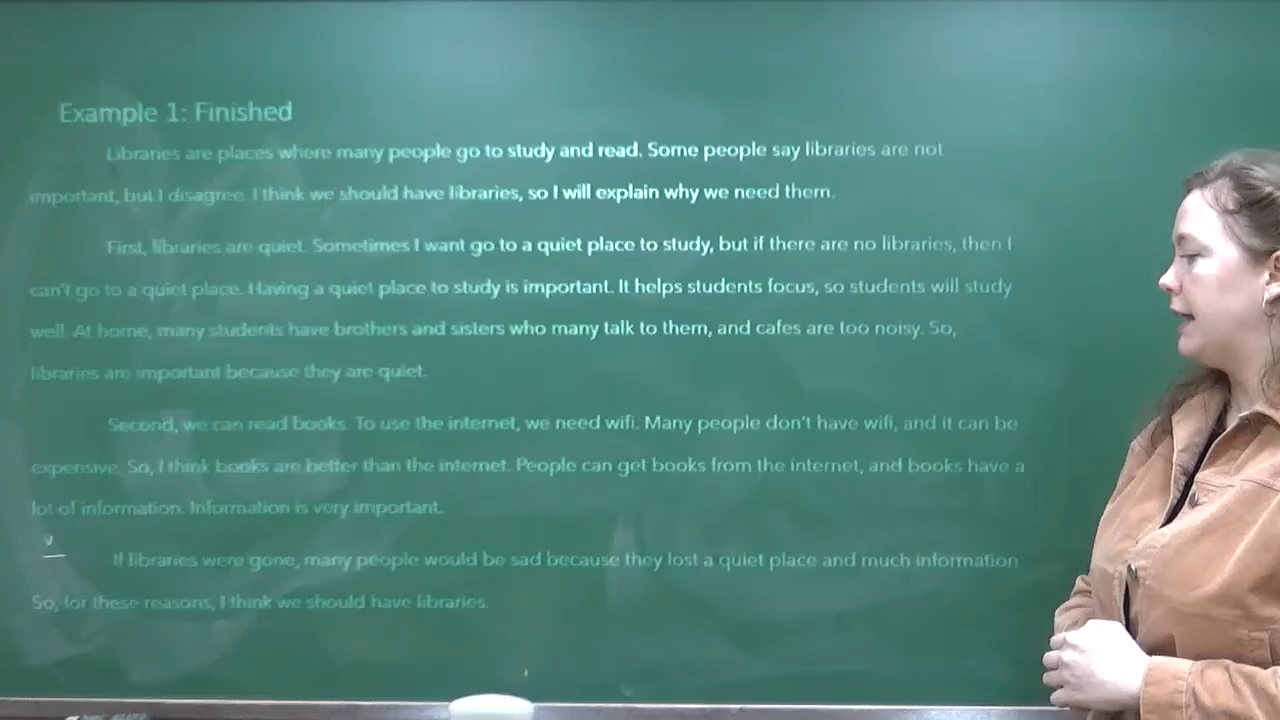 Example 1: Finished
Libraries are places where many people go to study and read. Some people say libraries are not
important, but I disagree. I think we should have libraries, so I will explain why we need them.
First, libraries are quiet. Sometimes I want go to a quiet place to study, but if there are no libraries, then I
can't go to a quiet place. Having a quiet place to study is important. It helps students focus, so students will study
well. At home, many students have brothers and sisters who many talk to them, and cafes are too noisy. So,
libraries are important because they are quiet.
Second, we can read books. To use the internet, we need wifi. Many people don't have wifi, and it can be
expensive. So, I think books are better than the internet. People can get books from the internet, and books have a
lot of information. Information is very important.
V
If libraries were gone, many people would be sad because they lost a quiet place and much information
So, for these reasons, I think we should have libraries.